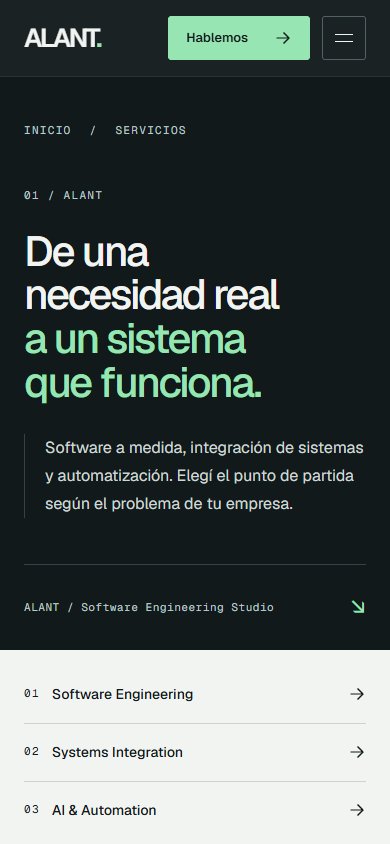 ALANT.
Hablemos
INICIO / SERVICIOS
01 / ALANT
De una
necesidad real
a un sistema
que funciona.
Software a medida, integración de sistemas
y automatización. Elegí el punto de partida
según el problema de tu empresa.
ALANT / Software Engineering Studio
01 Software Engineering
02 Systems Integration
03 AI & Automation